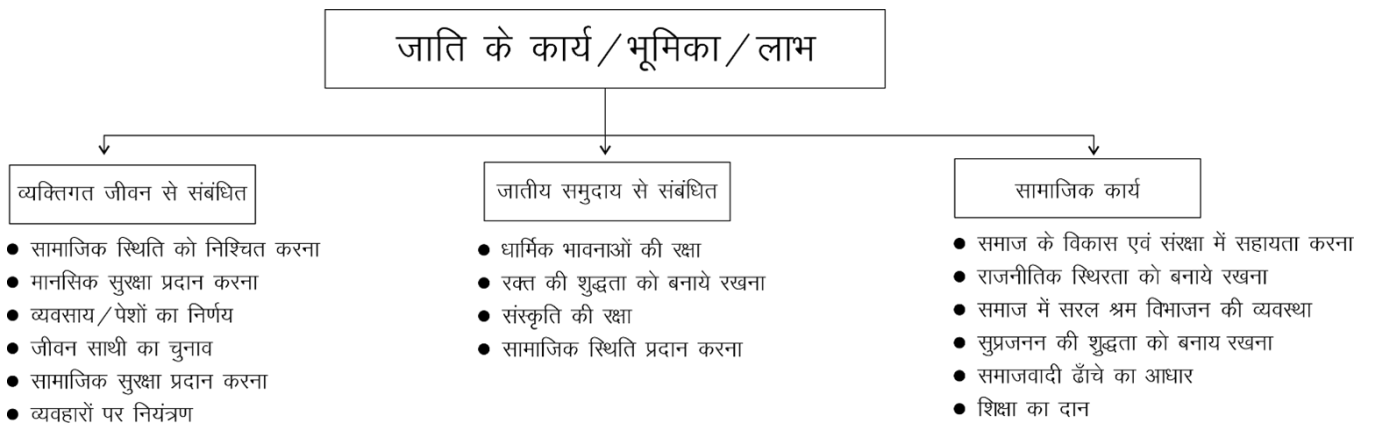 जाति के कार्य/भूमिका/लाभ
व्यक्तिगत जीवन से संबंधित
● सामाजिक स्थिति को निश्चित करना
● मानसिक सुरक्षा प्रदान करना
● व्यवसाय/पेशों का निर्णय
● जीवन साथी का चुनाव
● सामाजिक सुरक्षा प्रदान करना
● व्यवहारों पर नियंत्रण
जातीय समुदाय से संबंधित
● धार्मिक भावनाओं की रक्षा
● रक्त की शुद्धता को बनाये रखना
● संस्कृति की रक्षा
● सामाजिक स्थिति प्रदान करना
सामाजिक कार्य
● समाज के विकास एवं संरक्षा में सहायता करना
● राजनीतिक स्थिरता को बनाये रखना
● समाज में सरल श्रम विभाजन की व्यवस्था
● सुप्रजनन की शुद्धता को बनाय रखना
● समाजवादी ढाँचे का आधार
● शिक्षा का दान